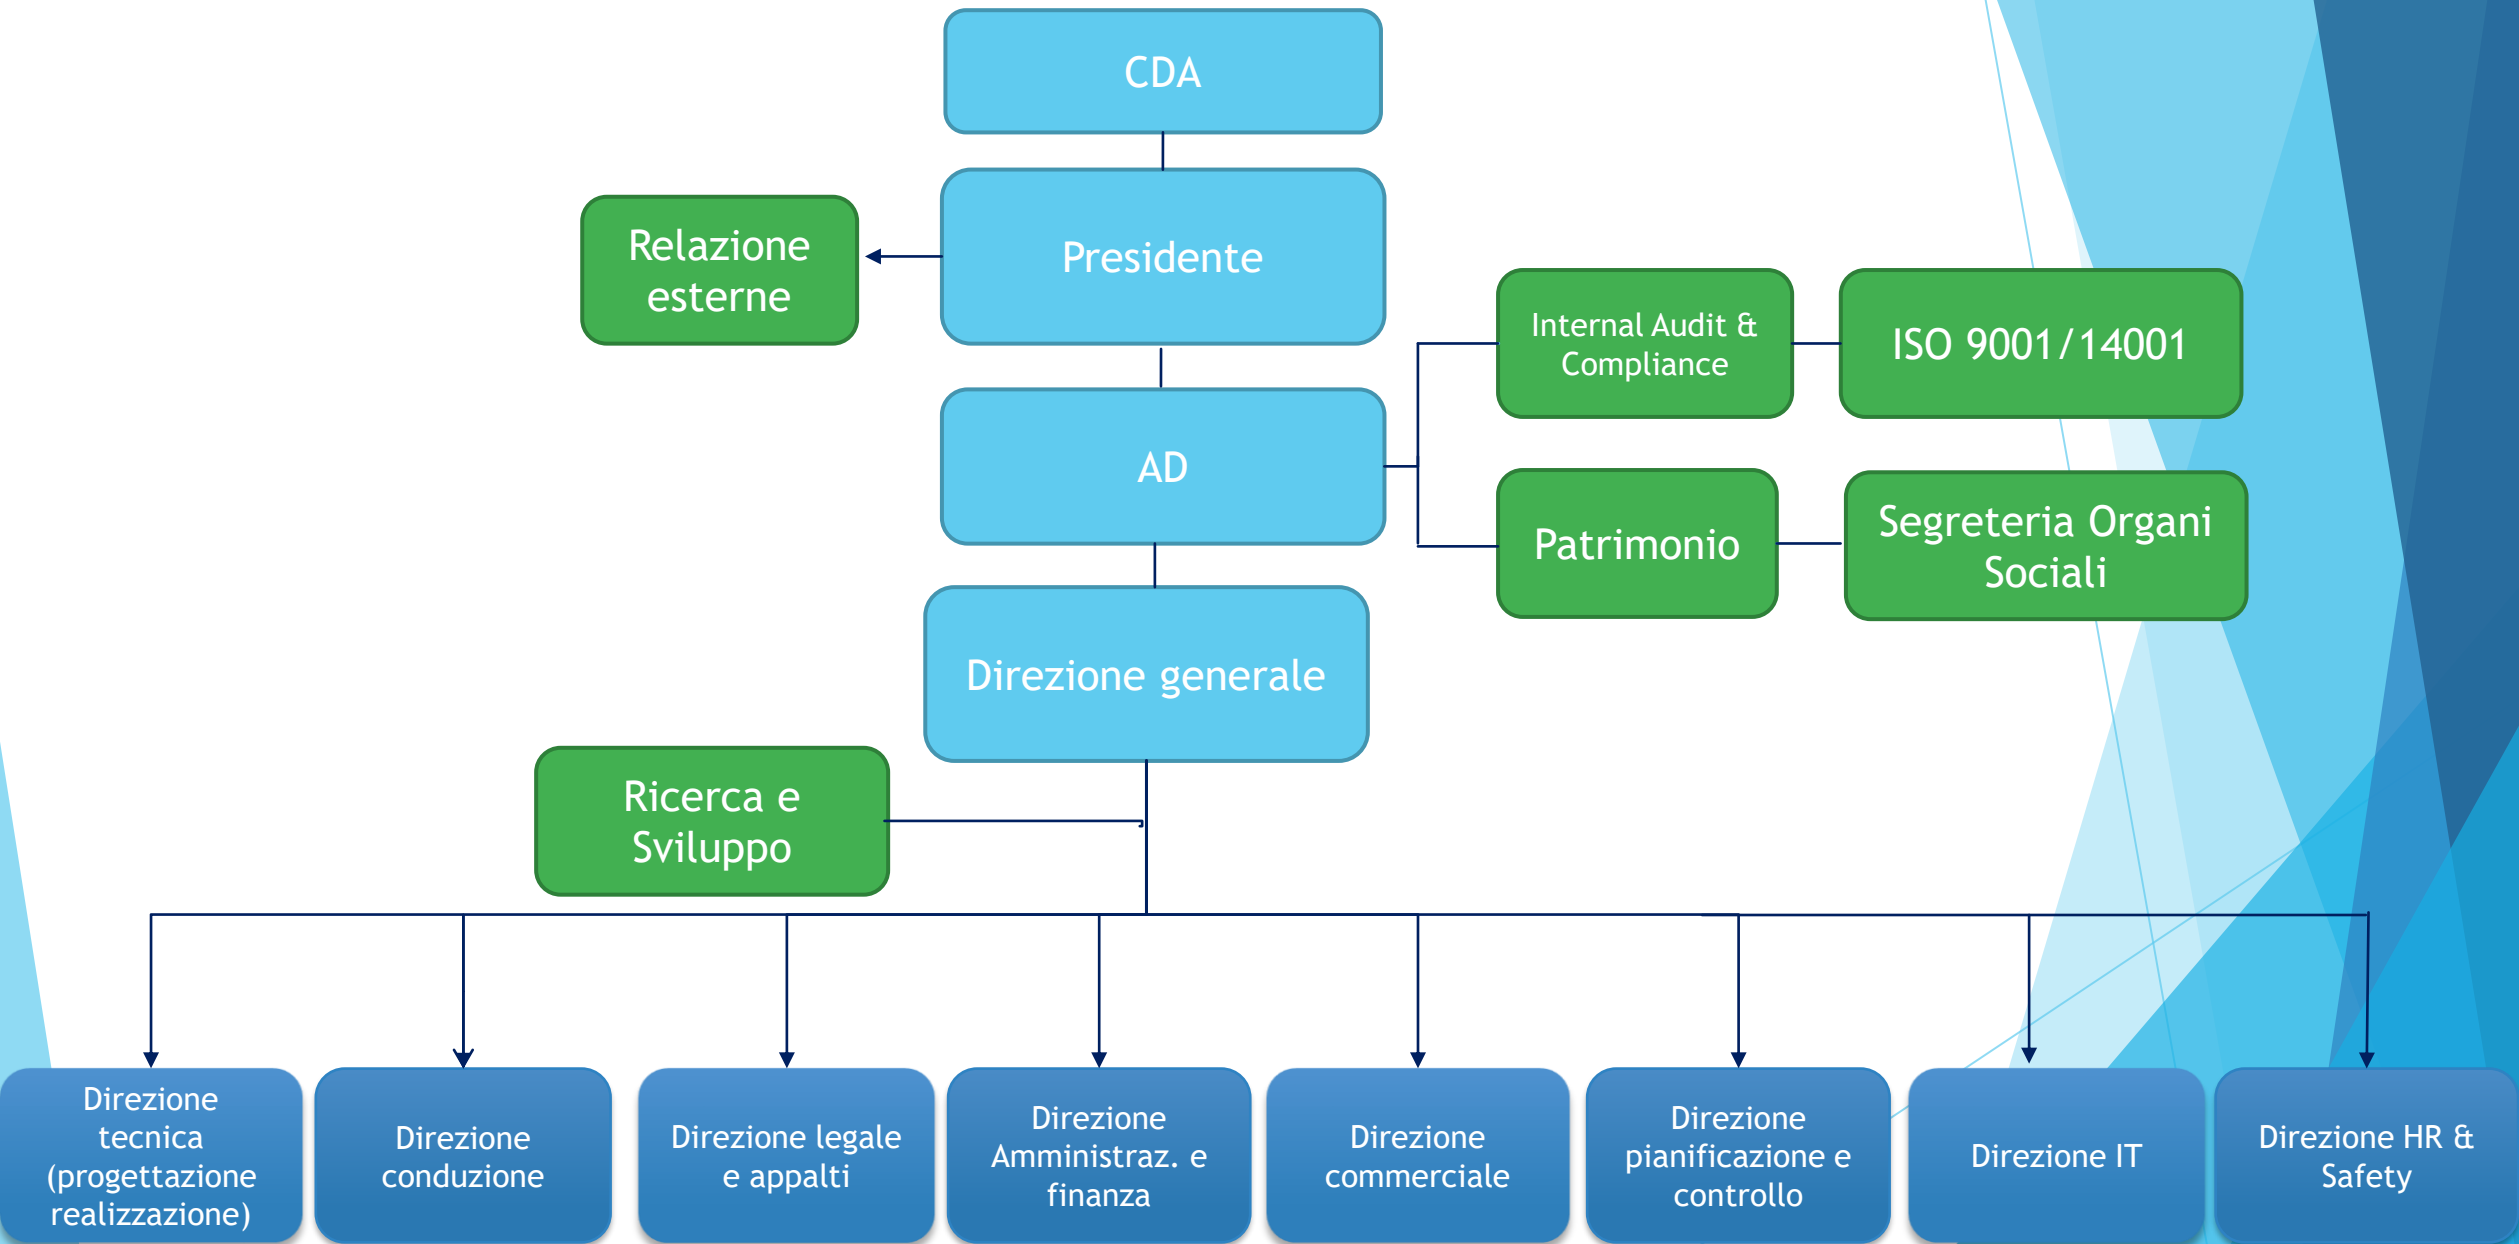 CDA
Relazione
esterne
Presidente
Internal Audit &
Compliance
ISO 9001/14001
AD
Patrimonio
Segreteria Organi
Sociali
Direzione generale
Ricerca e
Sviluppo
Direzione
tecnica
(progettazione
realizzazione)
Direzione
conduzione
Direzione legale
e appalti
Direzione
Amministraz. e
finanza
Direzione
commerciale
Direzione
pianificazione e
controllo
Direzione IT
Direzione HR &
Safety